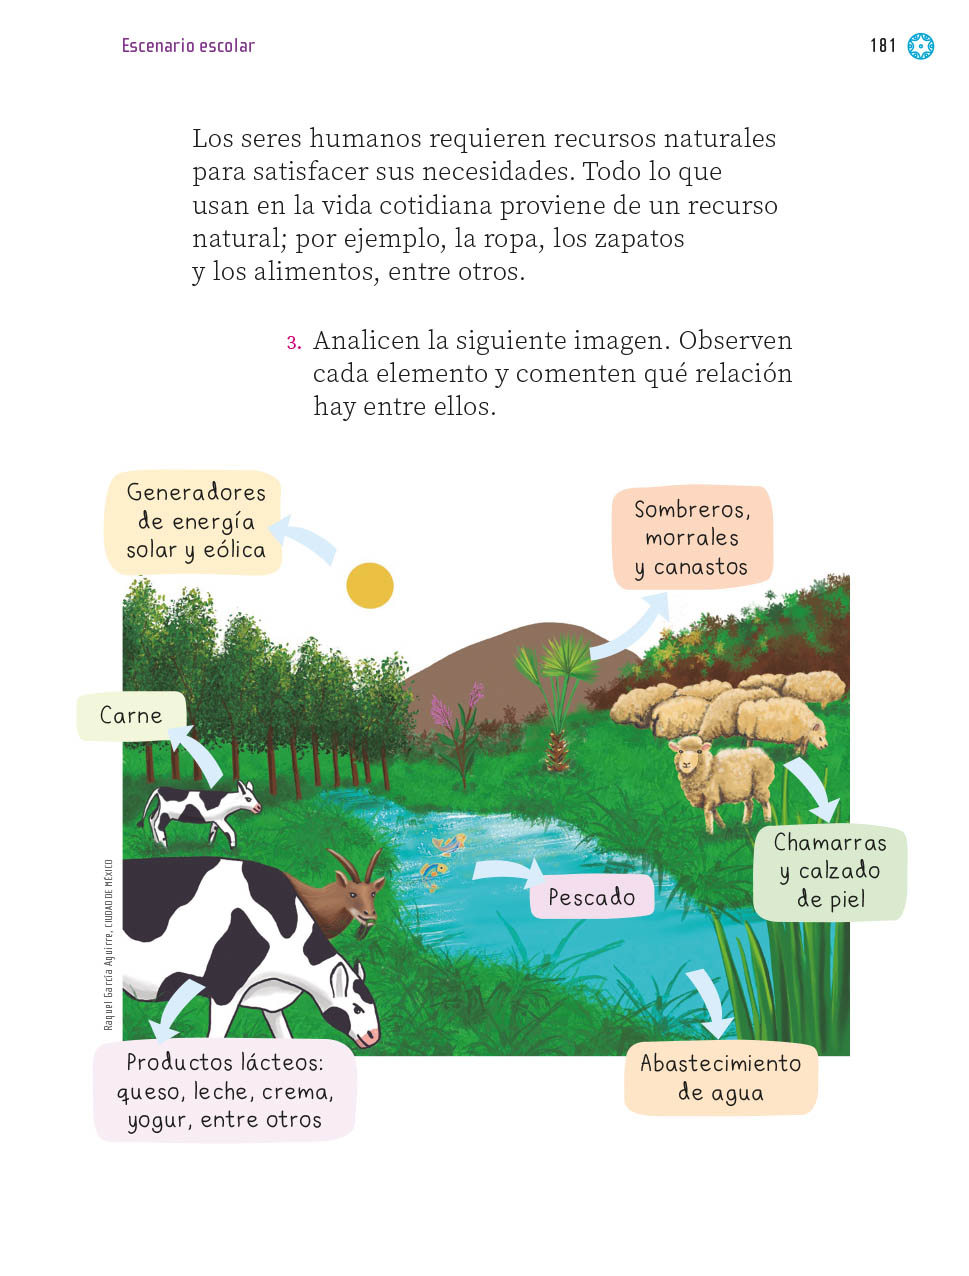 Escenario escolar
181
Los seres humanos requieren recursos naturales
para satisfacer sus necesidades. Todo lo que
usan en la vida cotidiana proviene de un recurso
natural; por ejemplo, la ropa, los zapatos
y los alimentos, entre otros.
3. Analicen la siguiente imagen. Observen
cada elemento y comenten qué relación
hay entre ellos.
Generadores
de energía
solar y eólica
Sombreros,
morrales
y canastos
Carne
Chamarras
y calzado
de piel
Pescado
Raquel García Aguirre, CIUDAD DE MÉXICO
Productos lácteos:
queso, leche, crema,
yogur, entre otros
Abastecimiento
de agua